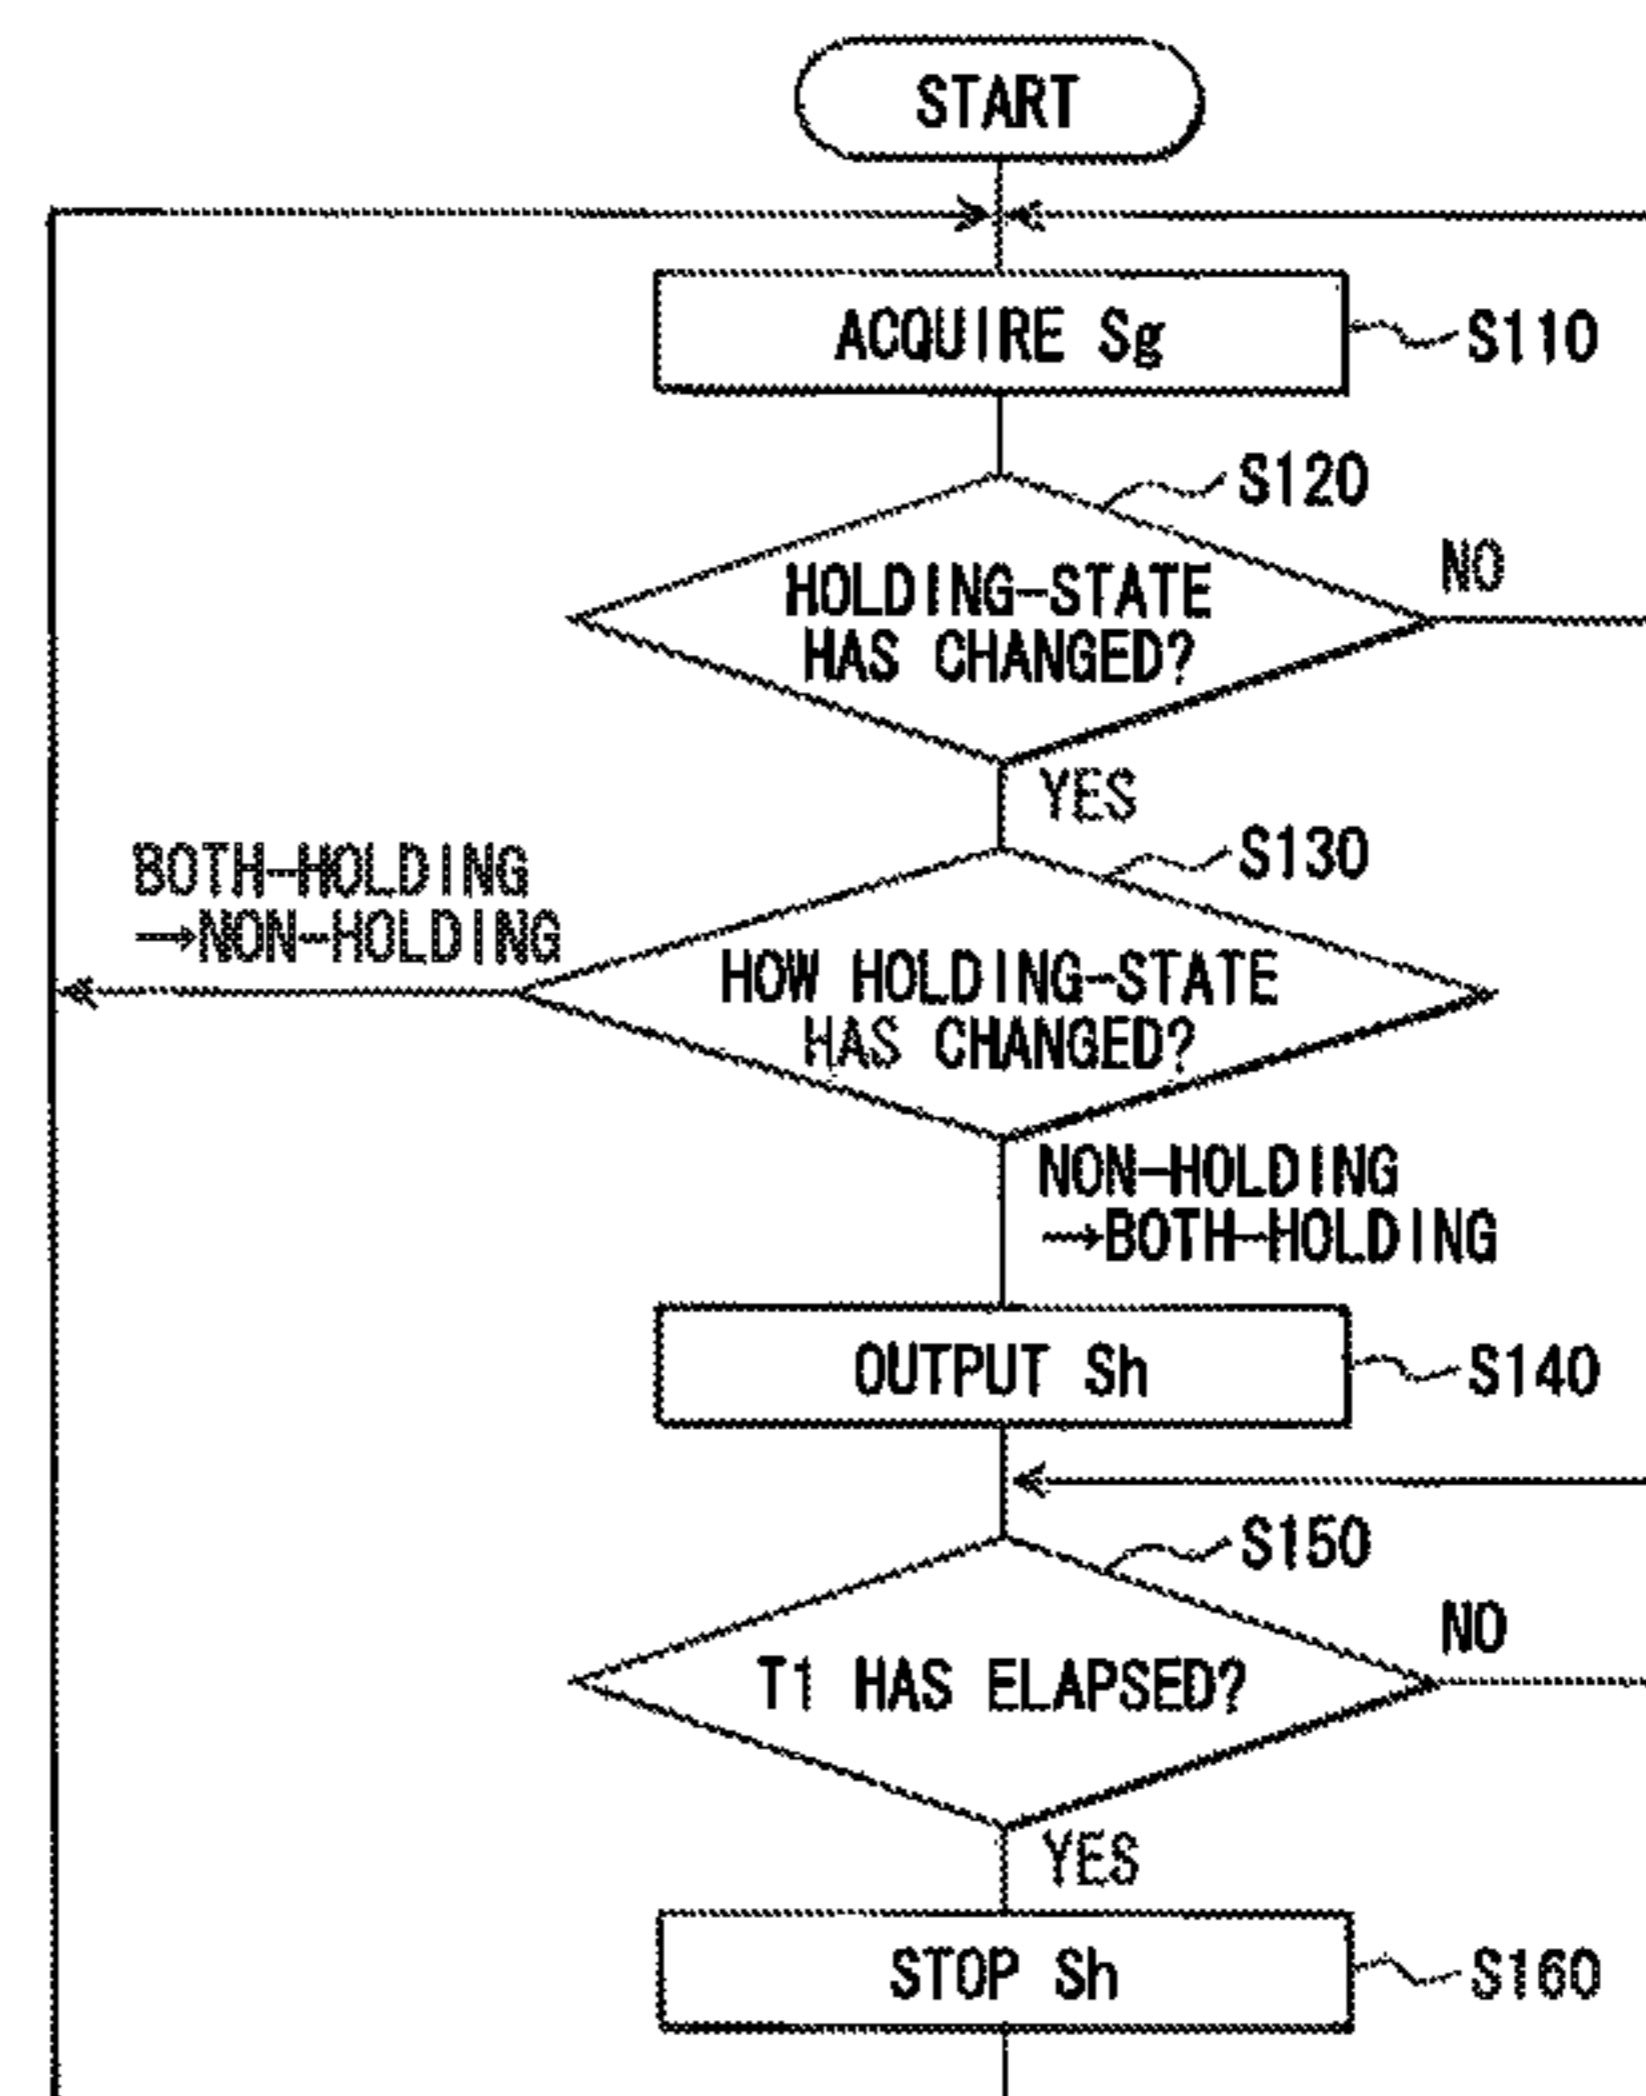 START
ACQUIRE Sg
S110
S120
HOLDING-STATE
HAS CHANGED?
NO
YES
S130
BOTH-HOLDING
→NON-HOLDING
HOW HOLDING-STATE
HAS CHANGED?
NON-HOLDING
→BOTH-HOLDING
OUTPUT Sh
S140
S150
T1 HAS ELAPSED?
NO
YES
STOP Sh
S160